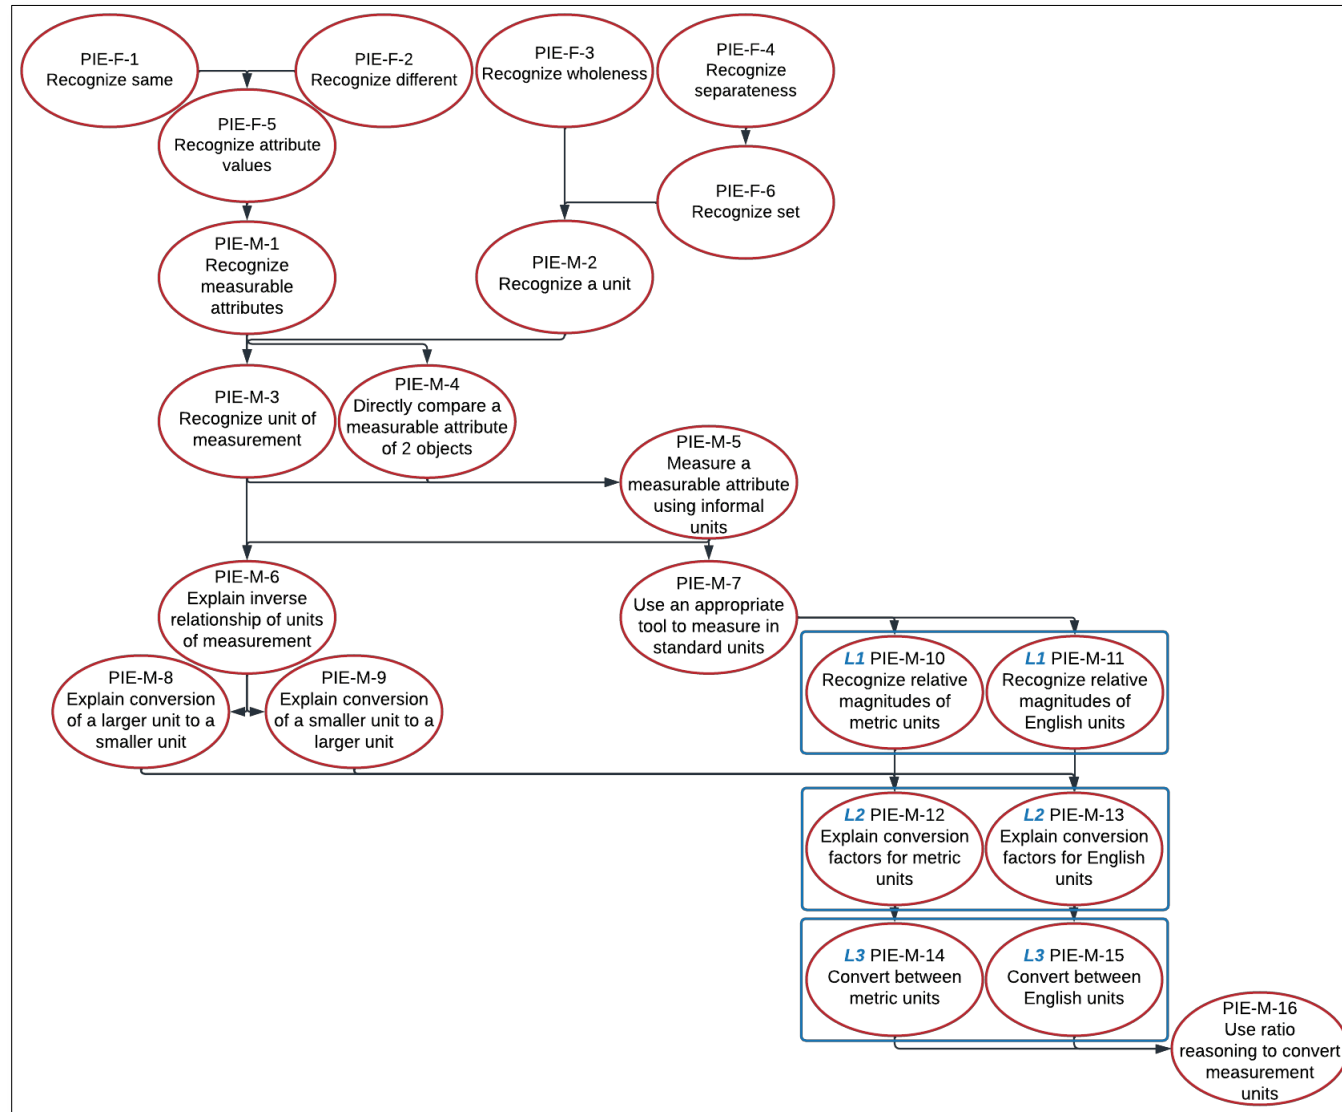 PIE-F-1
Recognize same
PIE-F-2
Recognize different
PIE-F-3
Recognize wholeness
PIE-F-4
Recognize
separateness
PIE-F-5
Recognize attribute
values
PIE-F-6
Recognize set
PIE-M-1
Recognize
measurable
attributes
PIE-M-2
Recognize a unit
PIE-M-3
Recognize unit of
measurement
PIE-M-4
Directly compare a
measurable attribute
of 2 objects
PIE-M-5
Measure a
measurable attribute
using informal
units
PIE-M-6
Explain inverse
relationship of units
of measurement
PIE-M-7
Use an appropriate
tool to measure in
standard units
PIE-M-8
Explain conversion
of a larger unit to a
smaller unit
PIE-M-9
Explain conversion
of a smaller unit to a
larger unit
L1 PIE-M-10
Recognize relative
magnitudes of
metric units
L1 PIE-M-11
Recognize relative
magnitudes of
English units
L2 PIE-M-12
Explain conversion
factors for metric
units
L2 PIE-M-13
Explain conversion
factors for English
units
L3 PIE-M-14
Convert between
metric units
L3 PIE-M-15
Convert between
English units
PIE-M-16
Use ratio
reasoning to convert
measurement
units